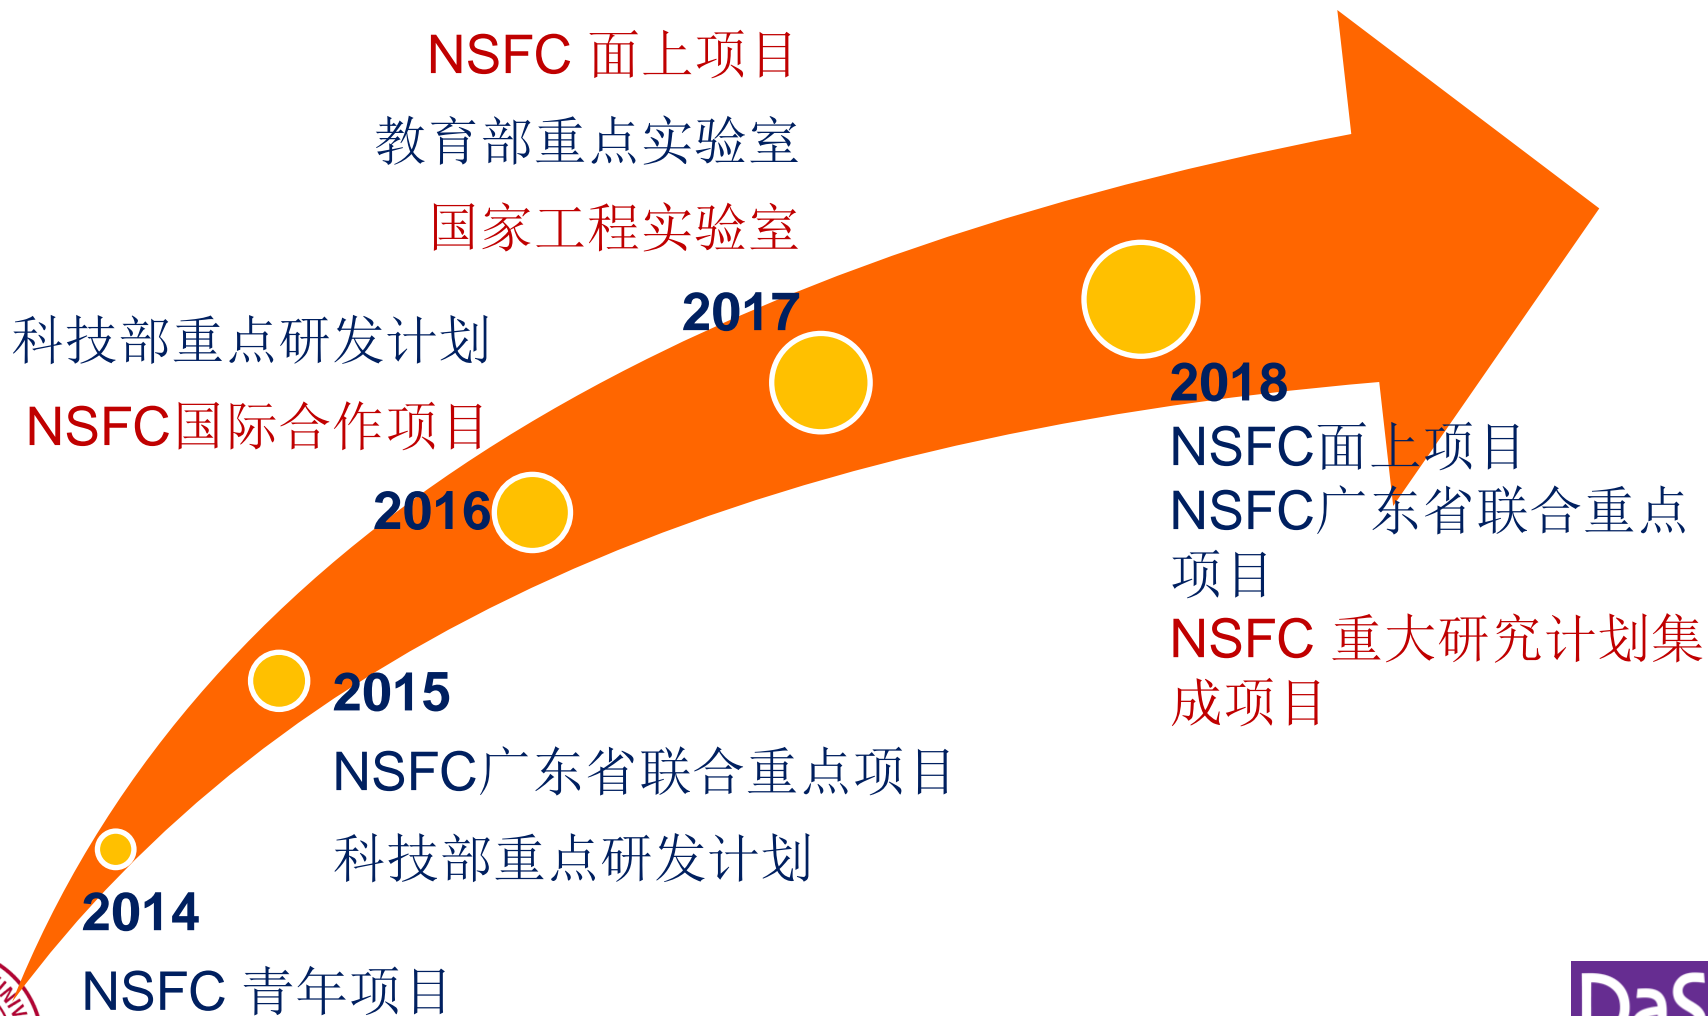 NSFC 面上项目
教育部重点实验室
国家工程实验室
2017
科技部重点研发计划
NSFC国际合作项目
2016
2018
NSFC面上项目
NSFC广东省联合重点
项目
NSFC 重大研究计划集
成项目
2015
NSFC广东省联合重点项目
科技部重点研发计划
2014
NSFC 青年项目
UNIV
DaS